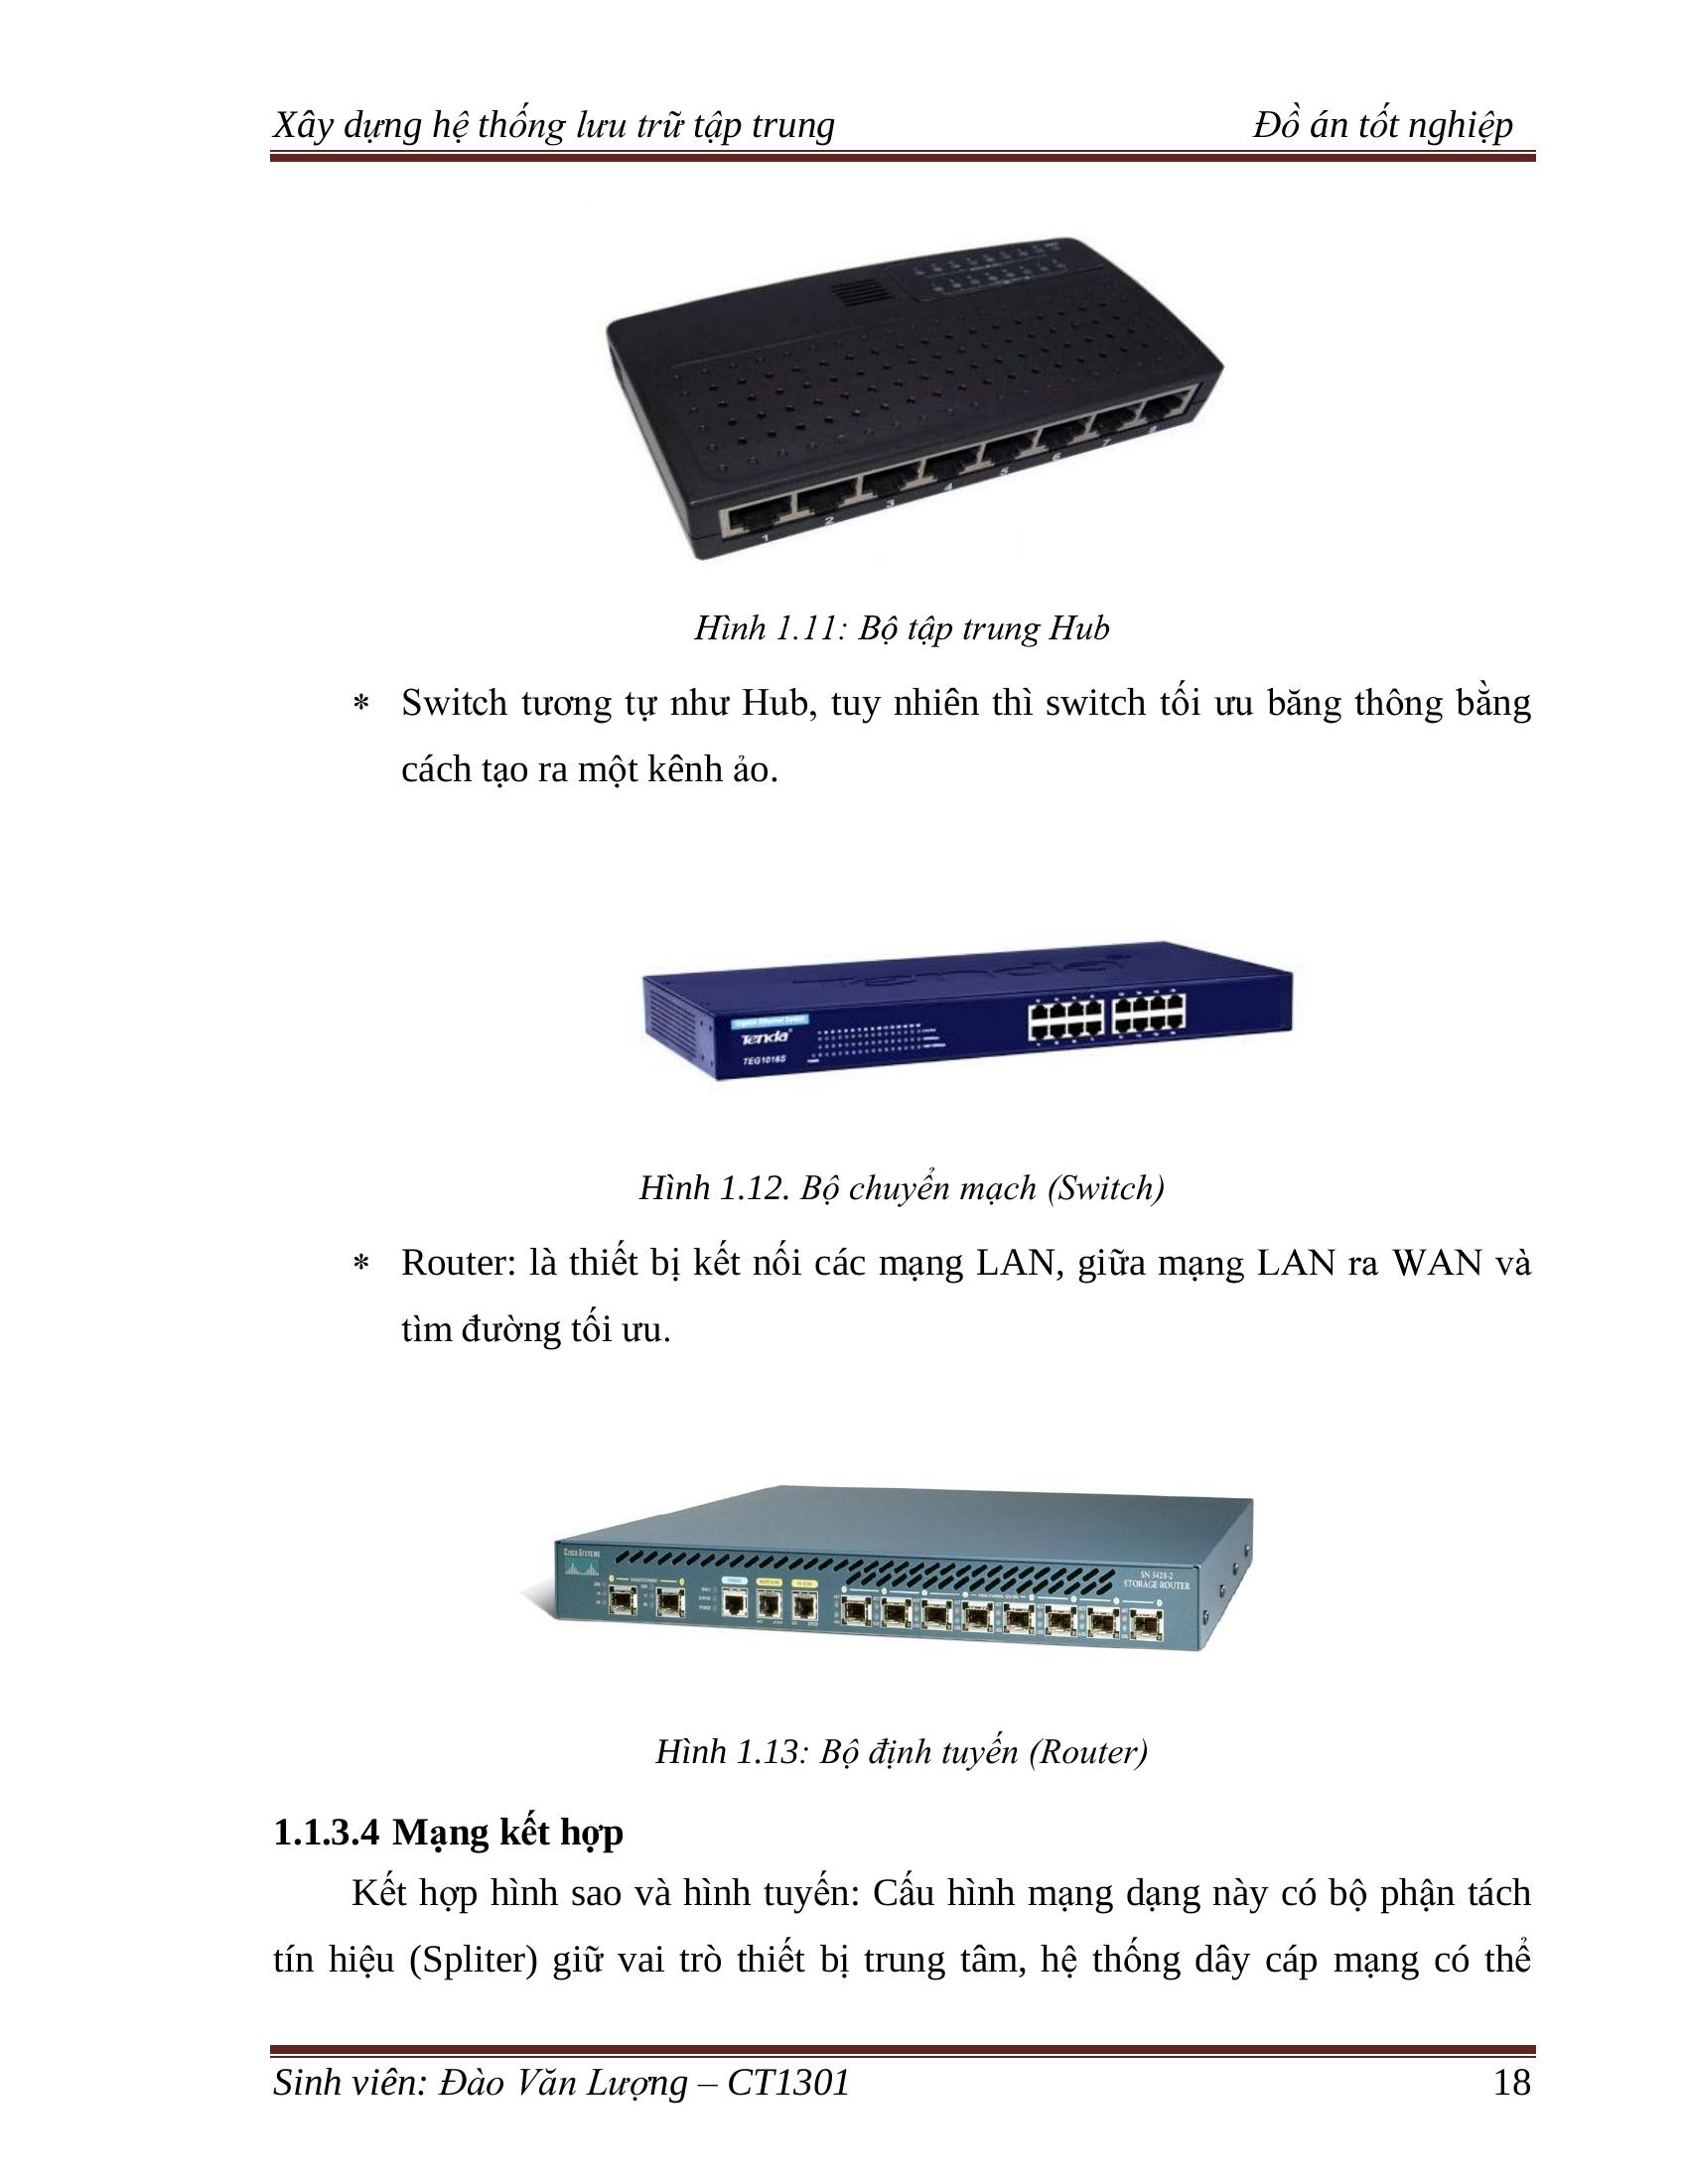 Xây dựng hệ thống lưu trữ tập trung Đồ án tốt nghiệp
1 2 3 4 5 6 7 8
Hình 1.11: Bộ tập trung Hub
* Switch tương tự như Hub, tuy nhiên thì switch tối ưu băng thông bằng
cách tạo ra một kênh ảo.
Tenda
Gigabit Ethernet Switch
Tenda
TEG1016S
Hình 1.12. Bộ chuyển mạch (Switch)
* Router: là thiết bị kết nối các mạng LAN, giữa mạng LAN ra WAN và
tìm đường tối ưu.
CISCO SYSTEMS
SN 5428-2
STORAGE ROUTER
Hình 1.13: Bộ định tuyến (Router)
1.1.3.4 Mạng kết hợp
Kết hợp hình sao và hình tuyến: Cấu hình mạng dạng này có bộ phận tách
tín hiệu (Spliter) giữ vai trò thiết bị trung tâm, hệ thống dây cáp mạng có thể
Sinh viên: Đào Văn Lượng – CT1301 18